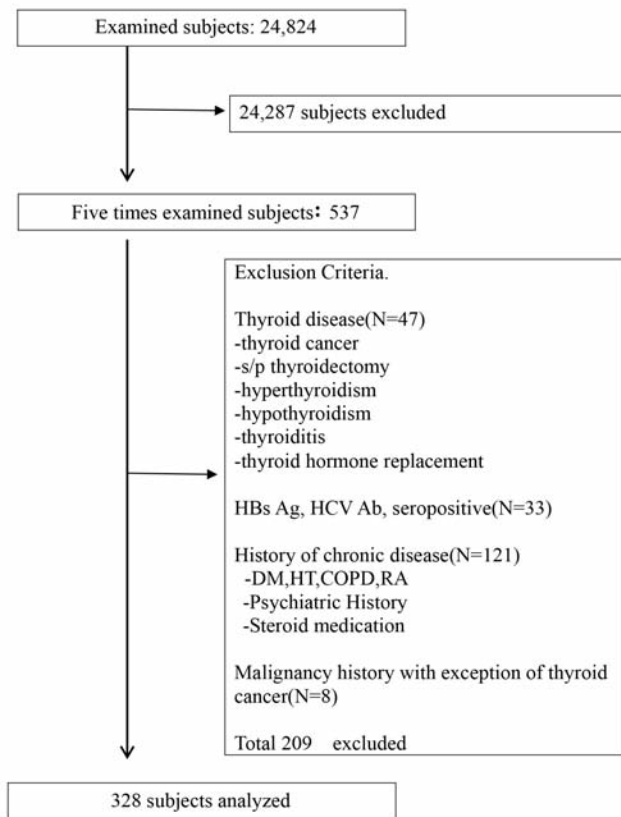 Examined subjects: 24,824
24,287 subjects excluded
Five times examined subjects: 537
Exclusion Criteria.
Thyroid disease(N=47)
-thyroid cancer
-s/p thyroidectomy
-hyperthyroidism
-hypothyroidism
-thyroiditis
-thyroid hormone replacement
HBs Ag, HCV Ab, seropositive(N=33)
History of chronic disease(N=121)
-DM,HT,COPD,RA
-Psychiatric History
-Steroid medication
Malignancy history with exception of thyroid
cancer(N=8)
Total 209 excluded
328 subjects analyzed